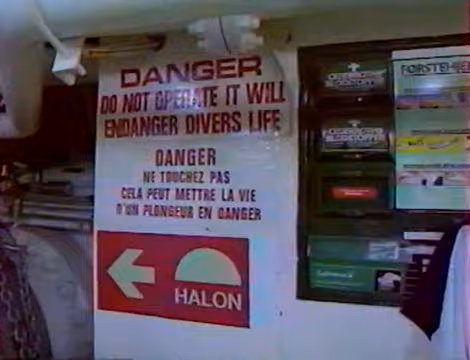 DANGER
DO NOT OPERATE IT WILL
ENDANGER DIVERS LIFE
DANGER
NE TOUCHEZ PAS
CELA PEUT METTRE LA VIE
D'UN PLONGEUR EN DANGER
HALON
FØRSTEHJE